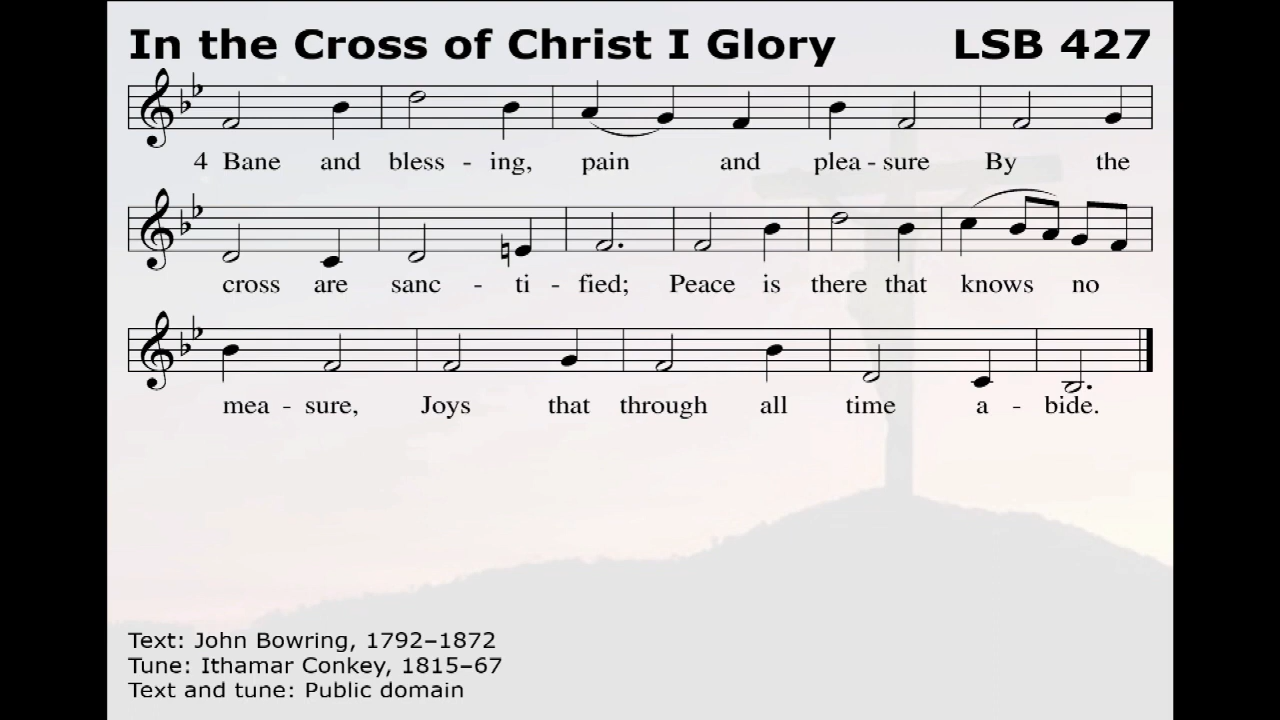 In the Cross of Christ I Glory LSB 427
4 Bane and bless - ing, pain and plea - sure By the
cross are sanc - ti - fied; Peace is there that knows no
mea - sure, Joys that through all time a - bide.
Text: John Bowring, 1792–1872
Tune: Ithamar Conkey, 1815–67
Text and tune: Public domain